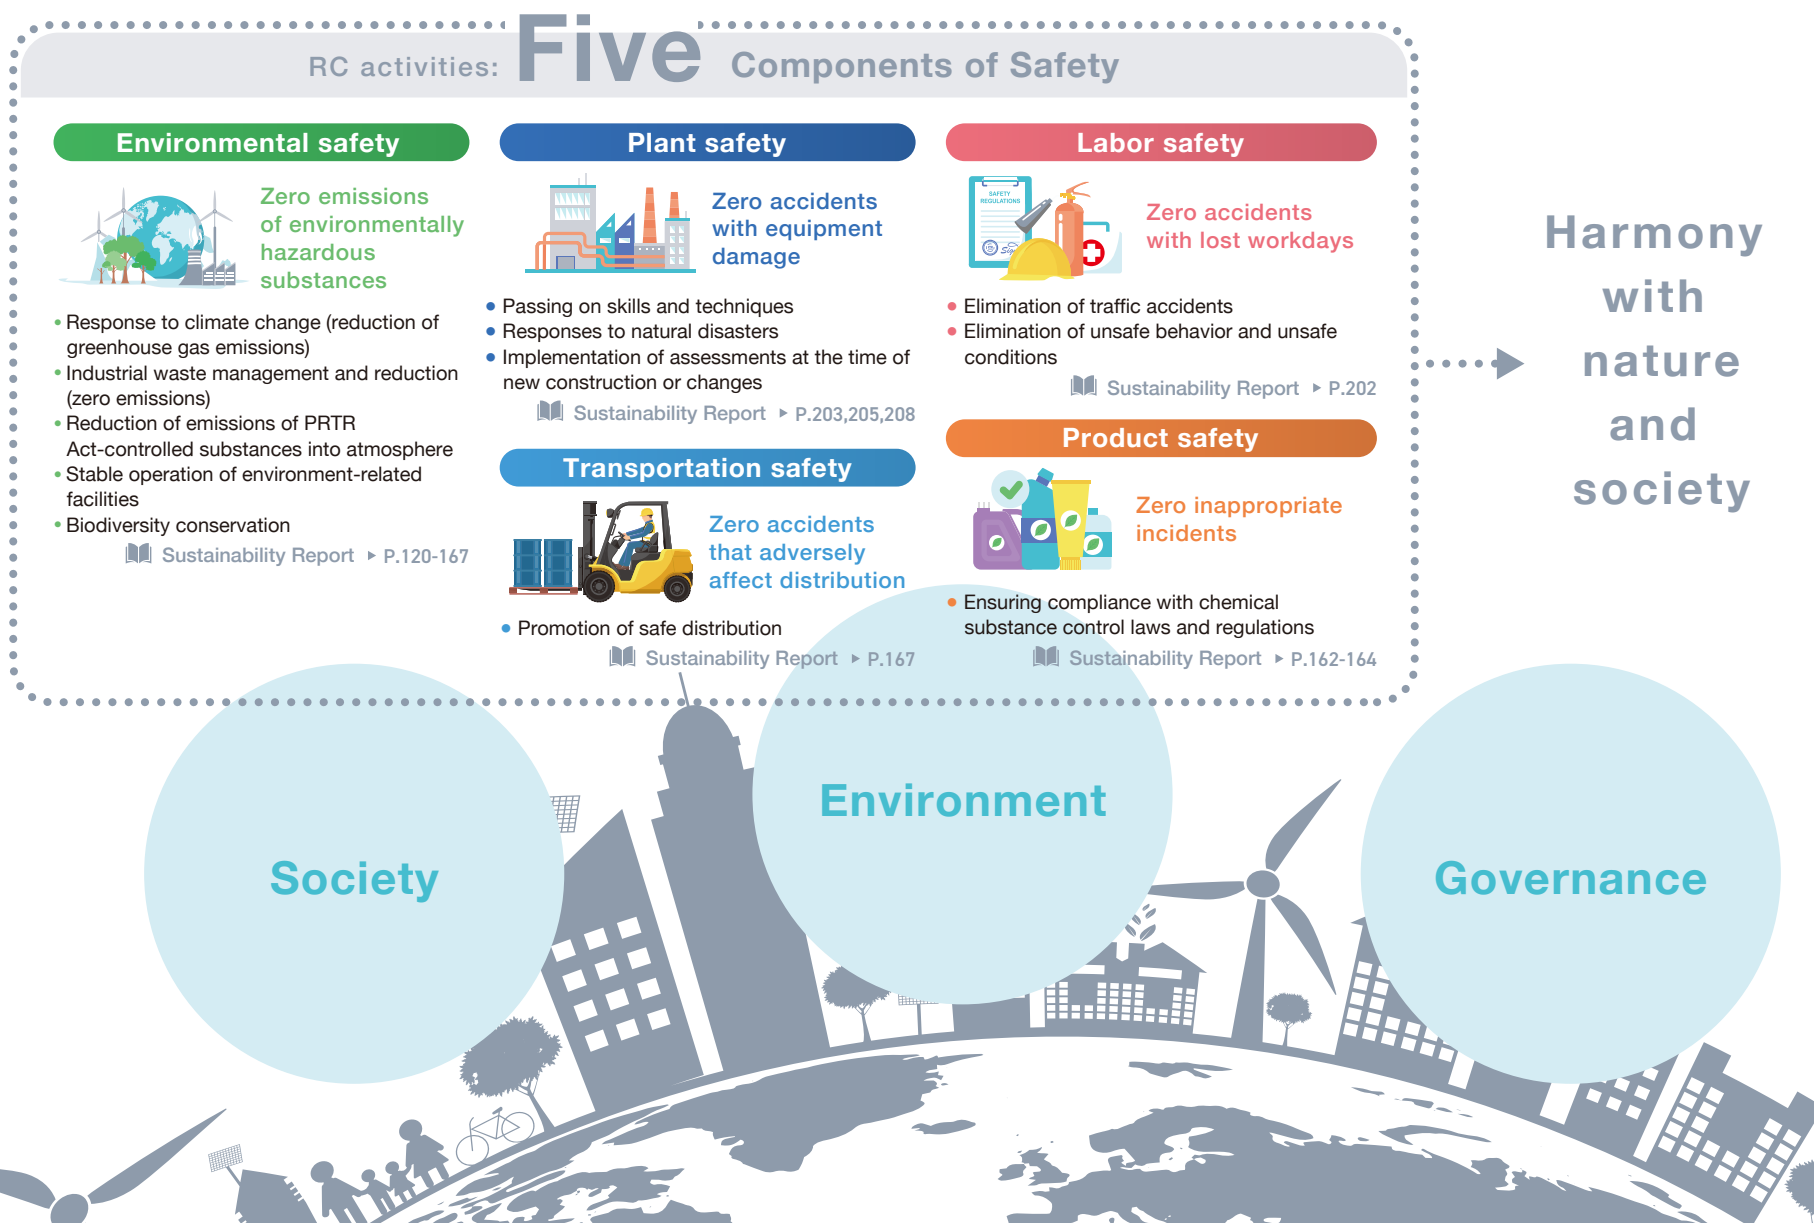 RC activities: Five Components of Safety
Environmental safety
Zero emissions
of environmentally
hazardous
substances
• Response to climate change (reduction of
greenhouse gas emissions)
• Industrial waste management and reduction
(zero emissions)
• Reduction of emissions of PRTR
Act-controlled substances into atmosphere
• Stable operation of environment-related
facilities
• Biodiversity conservation
Sustainability Report ▶ P.120-167
Plant safety
Zero accidents
with equipment
damage
• Passing on skills and techniques
• Responses to natural disasters
• Implementation of assessments at the time of
new construction or changes
Sustainability Report ▶ P.203,205,208
Transportation safety
Zero accidents
that adversely
affect distribution
• Promotion of safe distribution
Sustainability Report ▶ P.167
Labor safety
SAFETY
REGULATIONS
Zero accidents
with lost workdays
• Elimination of traffic accidents
• Elimination of unsafe behavior and unsafe
conditions
Sustainability Report ▶ P.202
Product safety
Zero inappropriate
incidents
• Ensuring compliance with chemical
substance control laws and regulations
Sustainability Report ▶ P.162-164
Harmony
with
nature
and
society
Society
Environment
Governance